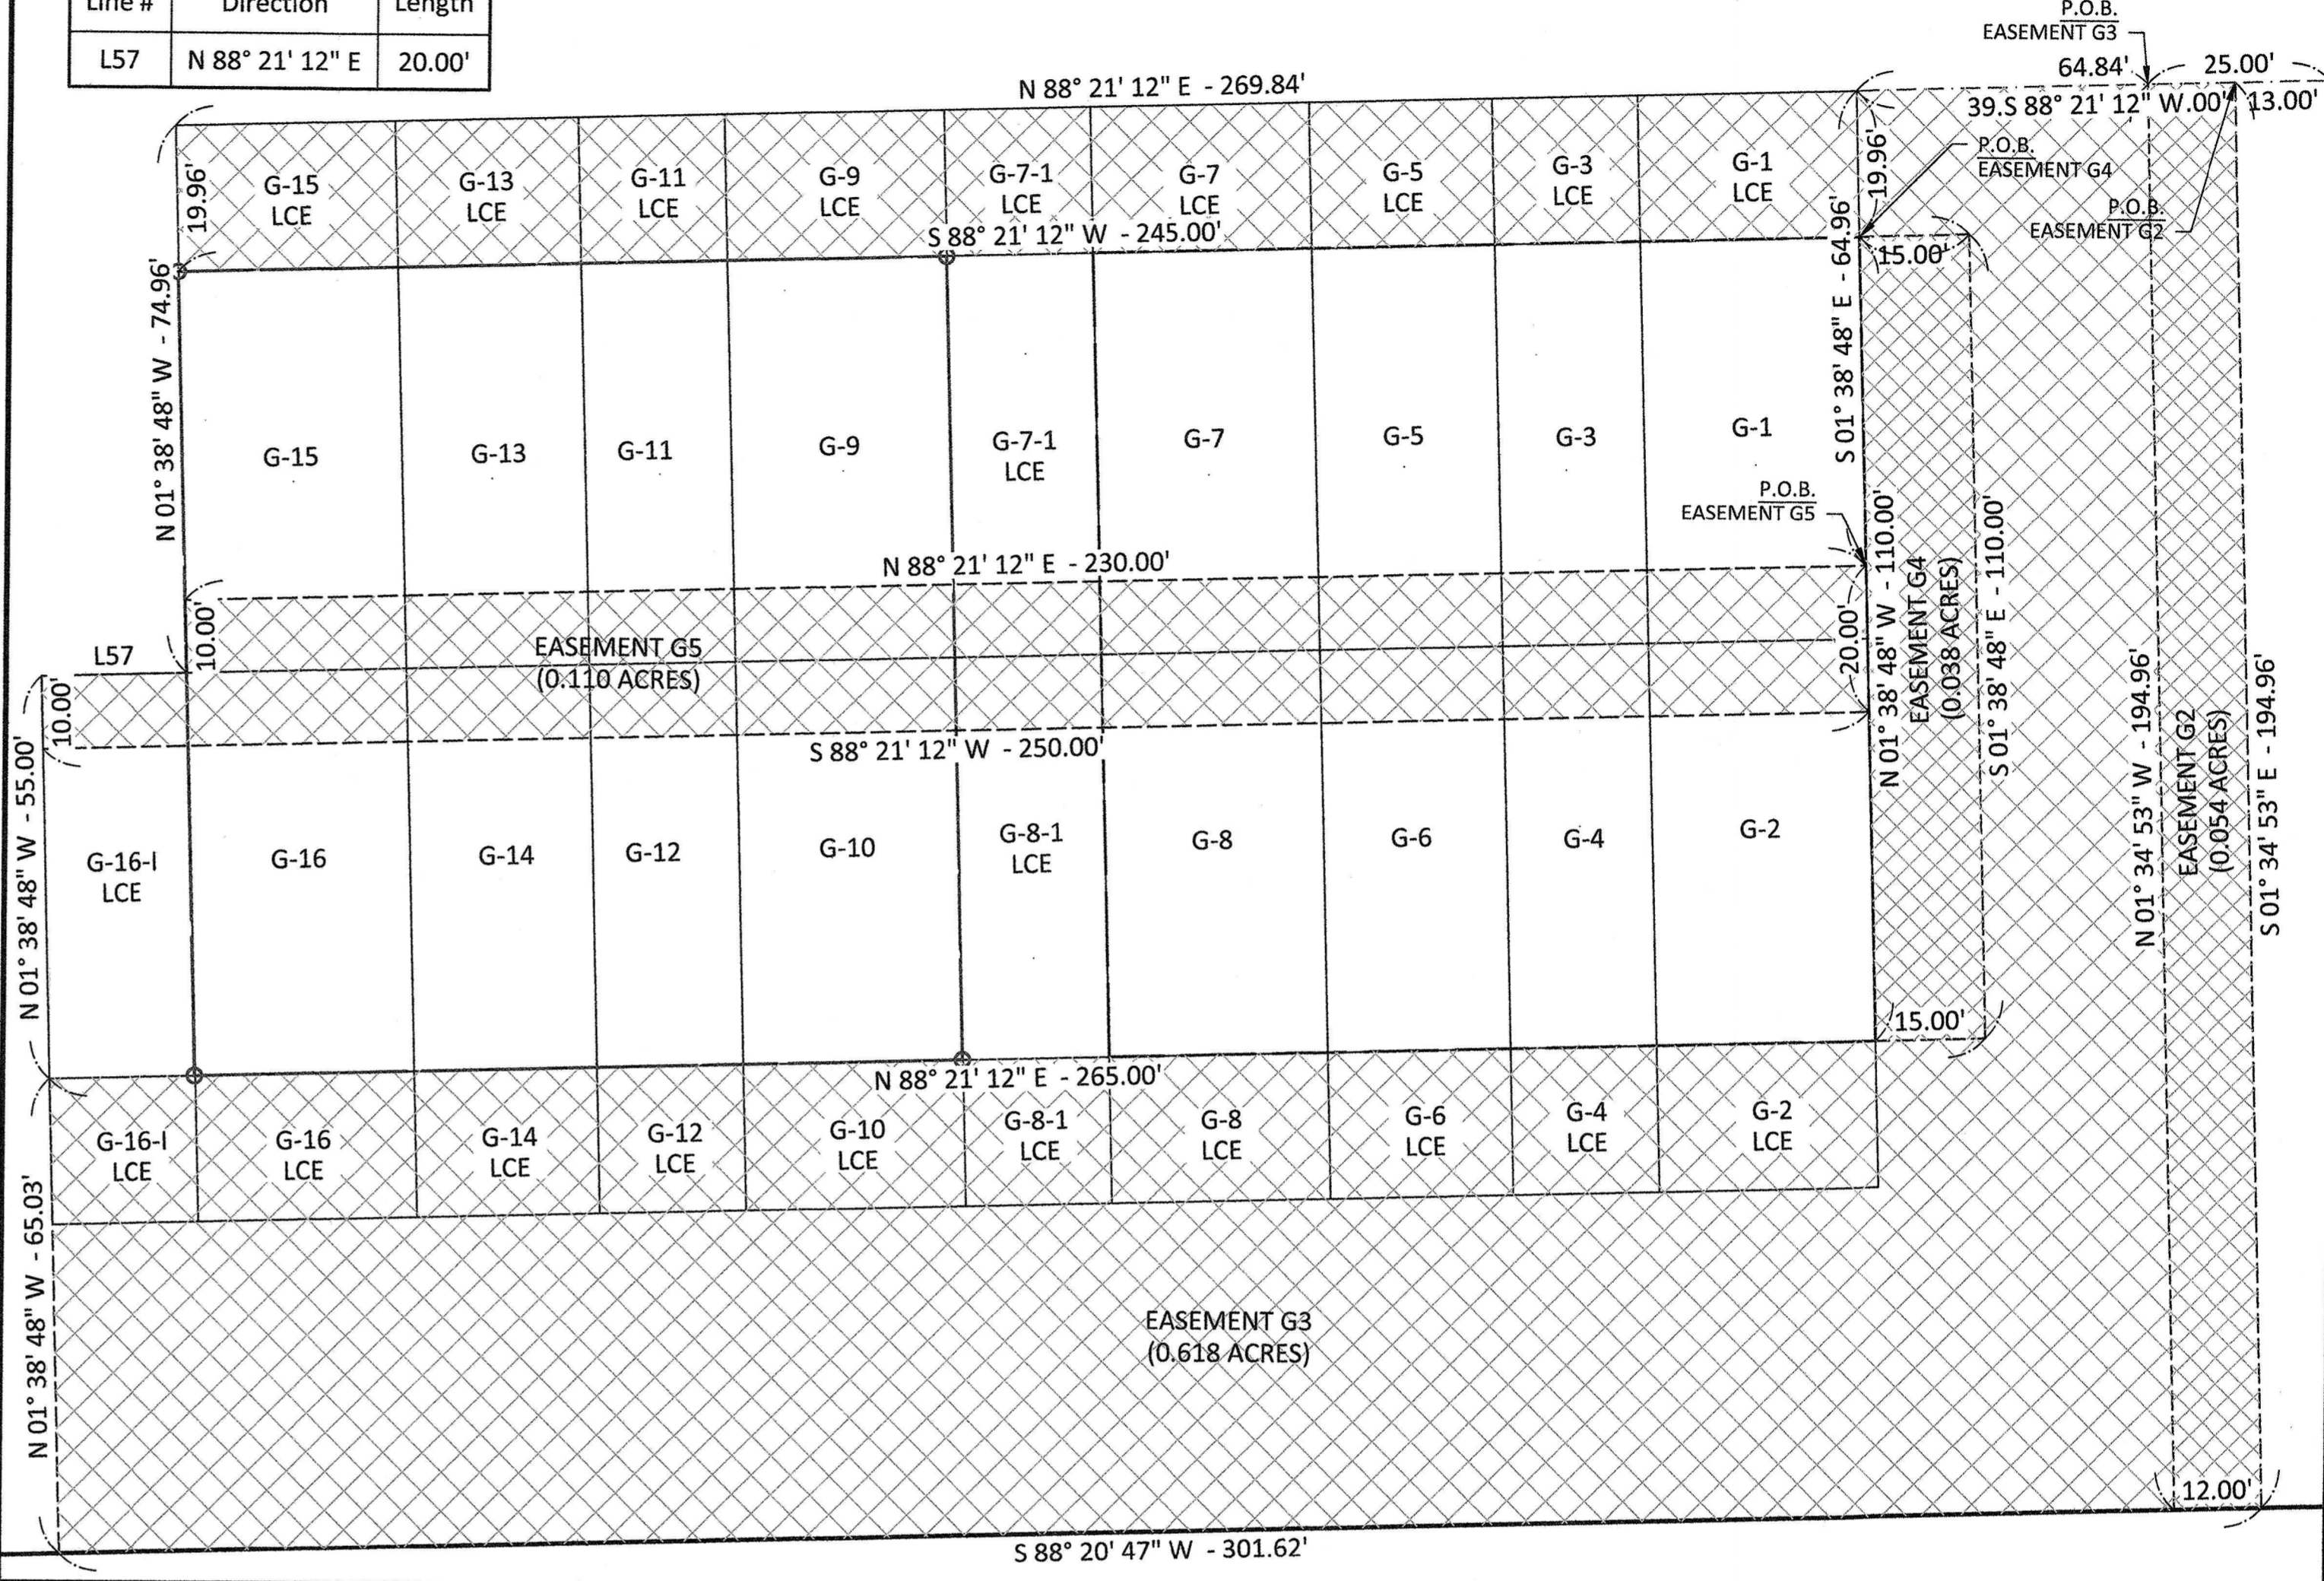 Line # Direction Length
L57 N 88° 21' 12" E 20.00'
P.O.B.
EASEMENT G3
64.84' 25.00'
N 88° 21' 12" E - 269.84'
39.S 88° 21' 12" W.00' 13.00'
P.O.B.
EASEMENT G4
P.O.B.
EASEMENT G2
19.96'
G-15
LCE
G-13
LCE
G-11
LCE
G-9
LCE
G-7-1
LCE
G-7
LCE
G-5
LCE
G-3
LCE
G-1
LCE
19.96'
S 88° 21' 12" W - 245.00'
15.00'
N 01° 38' 48" W - 74.96'
S 01° 38' 48" E - 64.96'
G-15
G-13
G-11
G-9
G-7-1
LCE
G-7
G-5
G-3
G-1
P.O.B.
EASEMENT G5
N 88° 21' 12" E - 230.00'
10.00'
L57
10.00'
EASEMENT G5
(0.110 ACRES)
20.00'
N 01° 38' 48" W - 110.00'
EASEMENT G4
(0.038 ACRES)
S 01° 38' 48" E - 110.00'
N 01° 34' 53" W - 194.96'
EASEMENT G2
(0.054 ACRES)
S 01° 34' 53" E - 194.96'
S 88° 21' 12" W - 250.00'
N 01° 38' 48" W - 55.00'
G-16-I
LCE
G-16
G-14
G-12
G-10
G-8-1
LCE
G-8
G-6
G-4
G-2
15.00'
N 88° 21' 12" E - 265.00'
G-16-I
LCE
G-16
LCE
G-14
LCE
G-12
LCE
G-10
LCE
G-8-1
LCE
G-8
LCE
G-6
LCE
G-4
LCE
G-2
LCE
N 01° 38' 48" W - 65.03'
EASEMENT G3
(0.618 ACRES)
12.00'
S 88° 20' 47" W - 301.62'